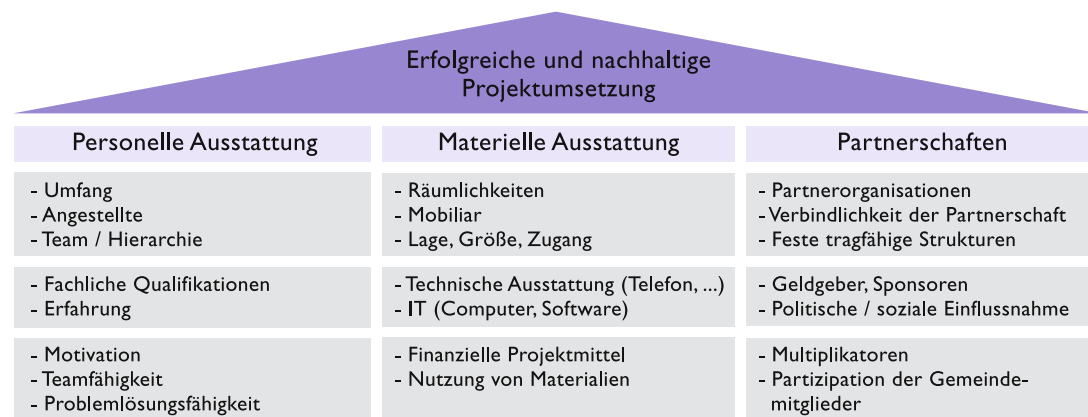 Erfolgreiche und nachhaltige
Projektumsetzung
Personelle Ausstattung
- Umfang
- Angestellte
- Team / Hierarchie
- Fachliche Qualifikationen
- Erfahrung
- Motivation
- Teamfähigkeit
- Problemlösungsfähigkeit
Materielle Ausstattung
- Räumlichkeiten
- Mobiliar
- Lage, Größe, Zugang
- Technische Ausstattung (Telefon, ...)
- IT (Computer, Software)
- Finanzielle Projektmittel
- Nutzung von Materialien
Partnerschaften
- Partnerorganisationen
- Verbindlichkeit der Partnerschaft
- Feste tragfähige Strukturen
- Geldgeber, Sponsoren
- Politische / soziale Einflussnahme
- Multiplikatoren
- Partizipation der Gemeinde-
mitglieder